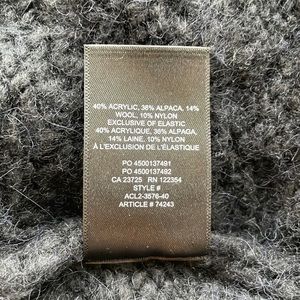 40% ACRYLIC, 36% ALPACA, 14%
WOOL, 10% NYLON
EXCLUSIVE OF ELASTIC
40% ACRYLIQUE, 36% ALPAGA,
14% LAINE, 10% NYLON
À L'EXCLUSION DE L'ÉLASTIQUE
PO 4500137491
PO 4500137492
CA 23725 RN 122354
STYLE #
ACL2-3576-40
ARTICLE # 74243